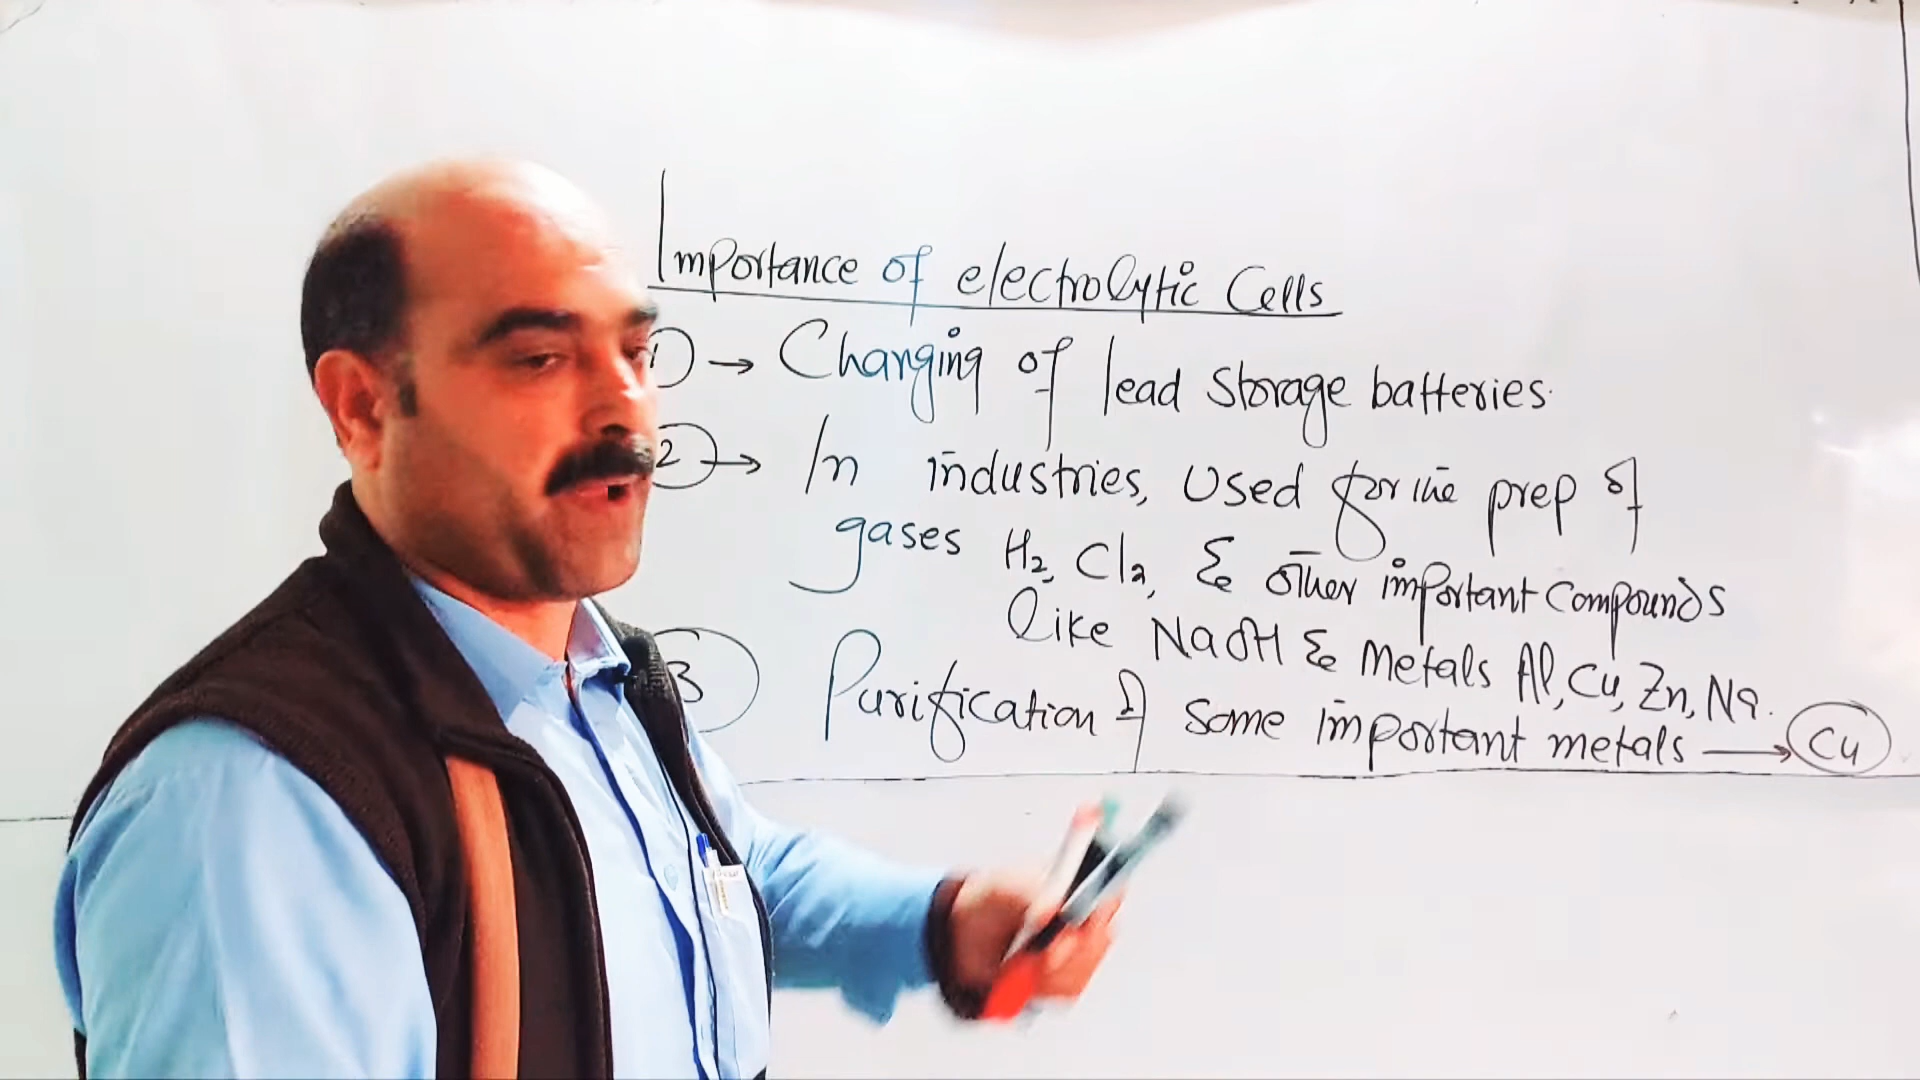 Importance of electrolytic Cells
1 → Changing of lead storage batteries.
2 → In industries, used for the prep of
gases H₂, Cl₂, & other important compounds
like NaOH & Metals Al, Cu, Zn, Na.
3 Purification of some important metals → Cu